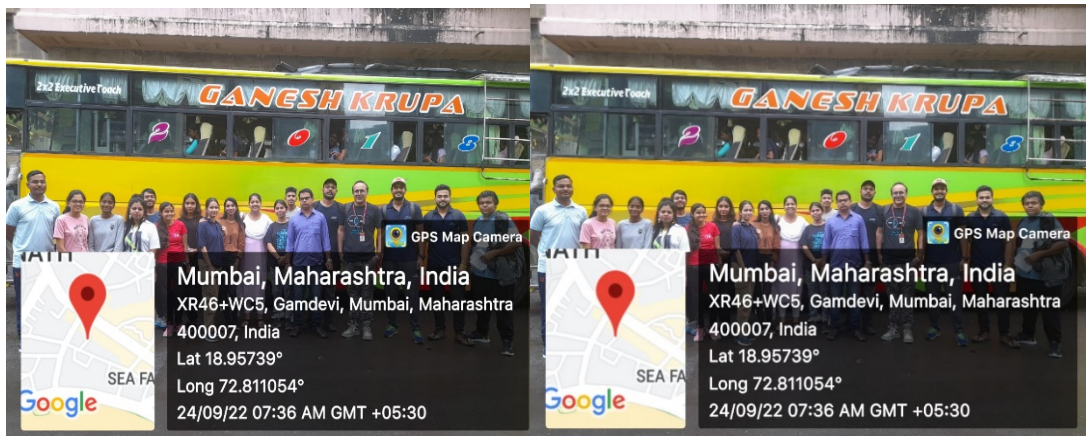 2x2 Executive Coach
GANESH KRUPA
2 0 1 8
GPS Map Camera
Mumbai, Maharashtra, India
XR46+WC5, Gamdevi, Mumbai, Maharashtra
400007, India
Lat 18.95739°
Long 72.811054°
24/09/22 07:36 AM GMT +05:30
NATH
SEA FA
Google
2x2 Executive Coach
GANESH KRUPA
2 0 1 8
GPS Map Camera
Mumbai, Maharashtra, India
XR46+WC5, Gamdevi, Mumbai, Maharashtra
400007, India
Lat 18.95739°
Long 72.811054°
24/09/22 07:36 AM GMT +05:30
SEA FA
Google